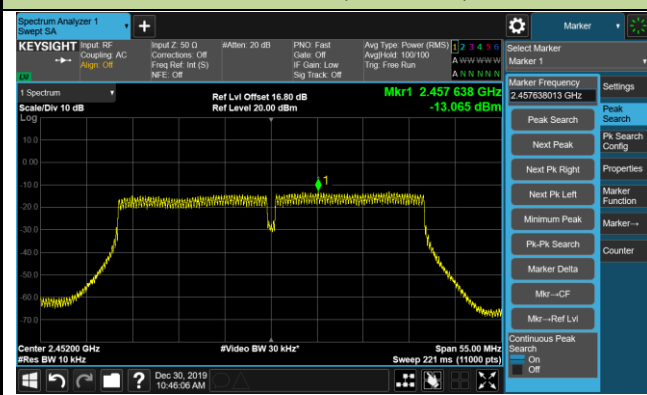 Spectrum Analyzer 1
Swept SA
+
Marker
KEYSIGHT
Input: RF
Coupling: AC
Align: Off
Input Z: 50 Ω
Corrections: Off
Freq Ref: Int (S)
NFE: Off
#Atten: 20 dB
PNO: Fast
Gate: Off
IF Gain: Low
Sig Track: Off
Avg Type: Power (RMS)
Avg|Hold: 100/100
Trig: Free Run
1 2 3 4 5 6
A W W W W W
A N N N N N
LXI
1 Spectrum
Scale/Div 10 dB
Log
Ref Lvl Offset 16.80 dB
Ref Level 20.00 dBm
Mkr1 2.457 638 GHz
-13.065 dBm
10.0
0.00
-10.0
-20.0
-30.0
-40.0
-50.0
-60.0
-70.0
1
Center 2.45200 GHz
#Res BW 10 kHz
#Video BW 30 kHz*
Span 55.00 MHz
Sweep 221 ms (11000 pts)
Select Marker
Marker 1
Marker Frequency
2.457638013 GHz
Peak Search
Next Peak
Next Pk Right
Next Pk Left
Minimum Peak
Pk-Pk Search
Marker Delta
Mkr→CF
Mkr→Ref Lvl
Continuous Peak
Search
On
Off
Settings
Peak
Search
Pk Search
Config
Properties
Marker
Function
Marker→
Counter
?
Dec 30, 2019
10:46:06 AM